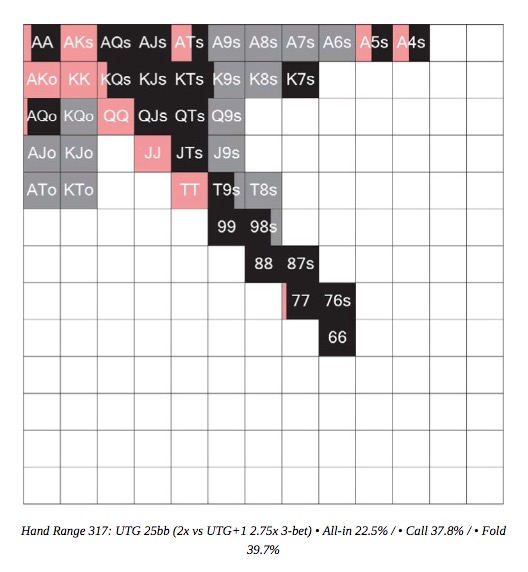 AA AKs AQs AJs ATs A9s A8s A7s A6s A5s A4s
AKo KK KQs KJs KTs K9s K8s K7s
AQo KQo QQ QJs QTs Q9s
AJo KJo JJ JTs J9s
ATo KTo TT T9s T8s
99 98s
88 87s
77 76s
66
Hand Range 317: UTG 25bb (2x vs UTG+1 2.75x 3-bet) • All-in 22.5% / • Call 37.8% / • Fold
39.7%